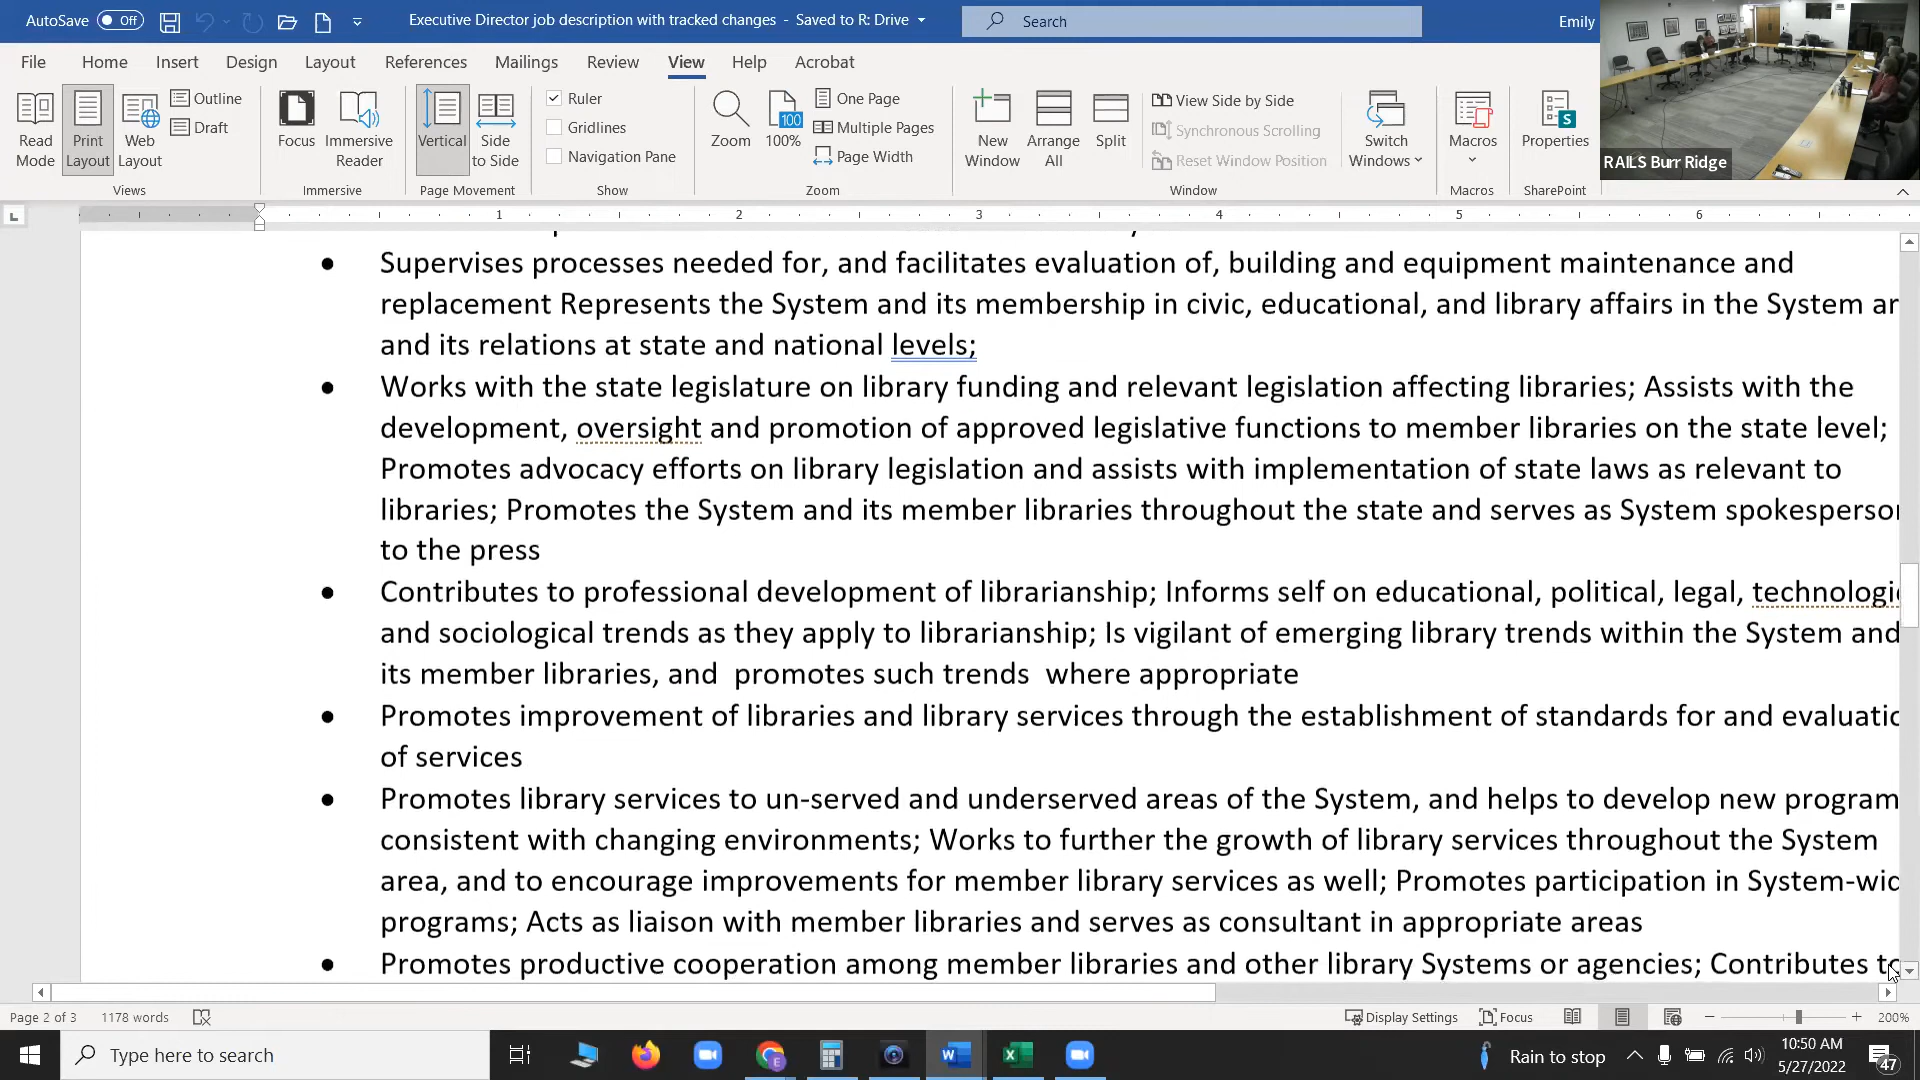 AutoSave Off
Executive Director job description with tracked changes - Saved to R: Drive
Search
Emily
File Home Insert Design Layout References Mailings Review View Help Acrobat
Read Mode
Print Layout
Web Layout
Outline
Draft
Views
Focus
Immersive Reader
Immersive
Vertical
Side to Side
Page Movement
Ruler
Gridlines
Navigation Pane
Show
Zoom
100
100%
One Page
Multiple Pages
Page Width
Zoom
New Window
Arrange All
Split
View Side by Side
Synchronous Scrolling
Reset Window Position
Window
Switch Windows
Macros
Macros
S
Properties
SharePoint
RAILS Burr Ridge
L
1 2 3 4 5 6
• Supervises processes needed for, and facilitates evaluation of, building and equipment maintenance and
replacement Represents the System and its membership in civic, educational, and library affairs in the System ar
and its relations at state and national levels;
• Works with the state legislature on library funding and relevant legislation affecting libraries; Assists with the
development, oversight and promotion of approved legislative functions to member libraries on the state level;
Promotes advocacy efforts on library legislation and assists with implementation of state laws as relevant to
libraries; Promotes the System and its member libraries throughout the state and serves as System spokesperson
to the press
• Contributes to professional development of librarianship; Informs self on educational, political, legal, technologic
and sociological trends as they apply to librarianship; Is vigilant of emerging library trends within the System and
its member libraries, and  promotes such trends  where appropriate
• Promotes improvement of libraries and library services through the establishment of standards for and evaluatio
of services
• Promotes library services to un-served and underserved areas of the System, and helps to develop new program
consistent with changing environments; Works to further the growth of library services throughout the System
area, and to encourage improvements for member library services as well; Promotes participation in System-wid
programs; Acts as liaison with member libraries and serves as consultant in appropriate areas
• Promotes productive cooperation among member libraries and other library Systems or agencies; Contributes to
Page 2 of 3 1178 words
Display Settings Focus
200%
Type here to search
E
W
X
Rain to stop
10:50 AM
5/27/2022
47